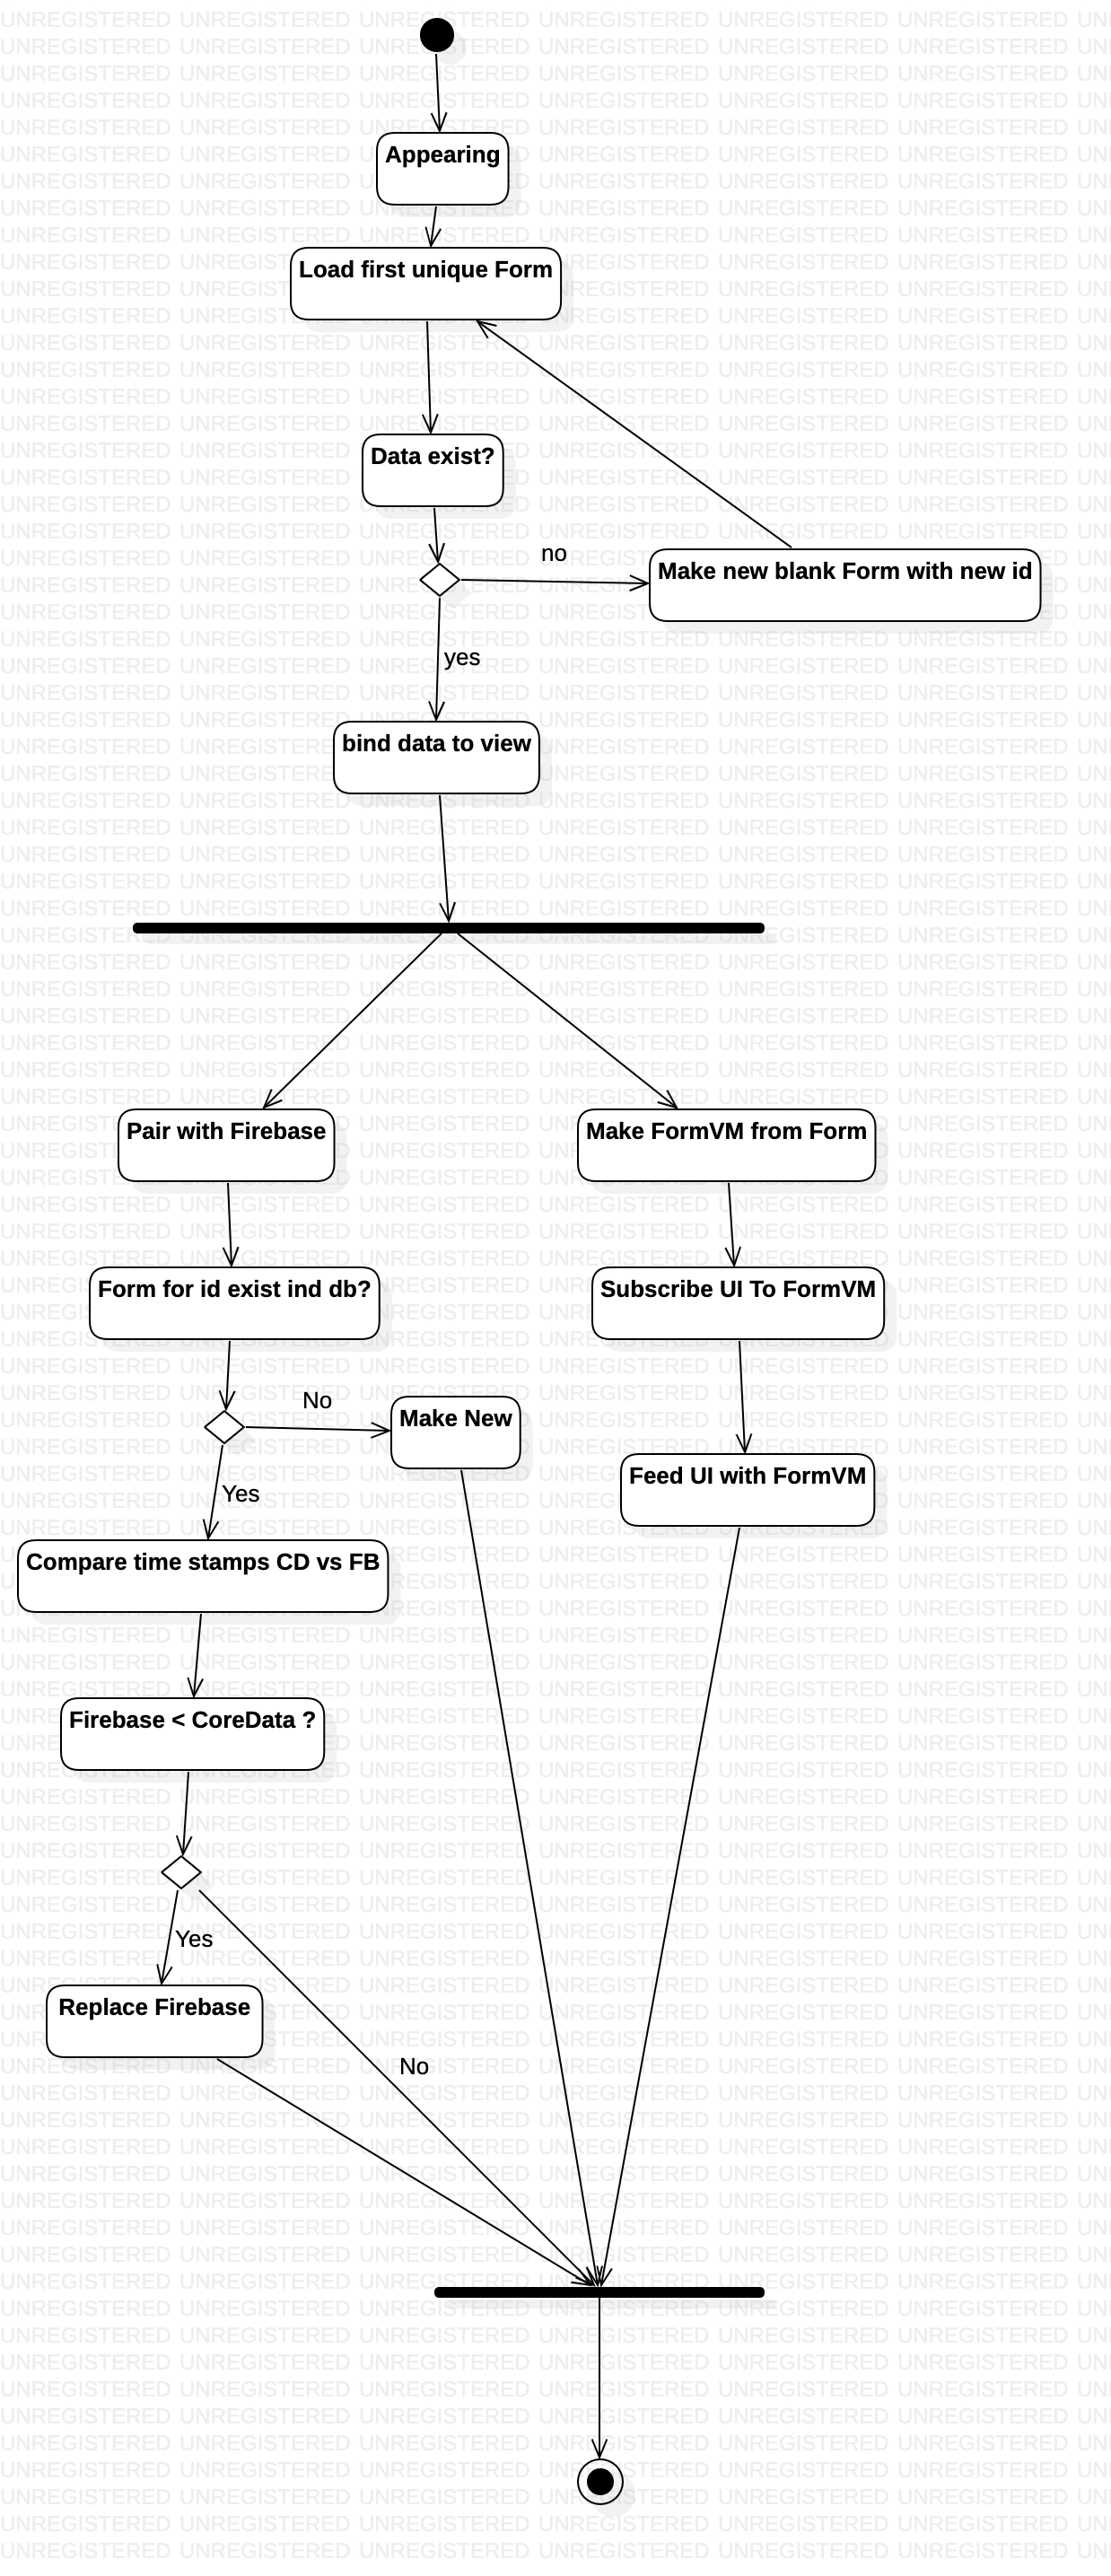 Appearing
Load first unique Form
Data exist?
no
Make new blank Form with new id
yes
bind data to view
Pair with Firebase
Make FormVM from Form
Form for id exist ind db?
Subscribe UI To FormVM
No
Make New
Feed UI with FormVM
Yes
Compare time stamps CD vs FB
Firebase < CoreData ?
Yes
Replace Firebase
No
UNREGISTERED